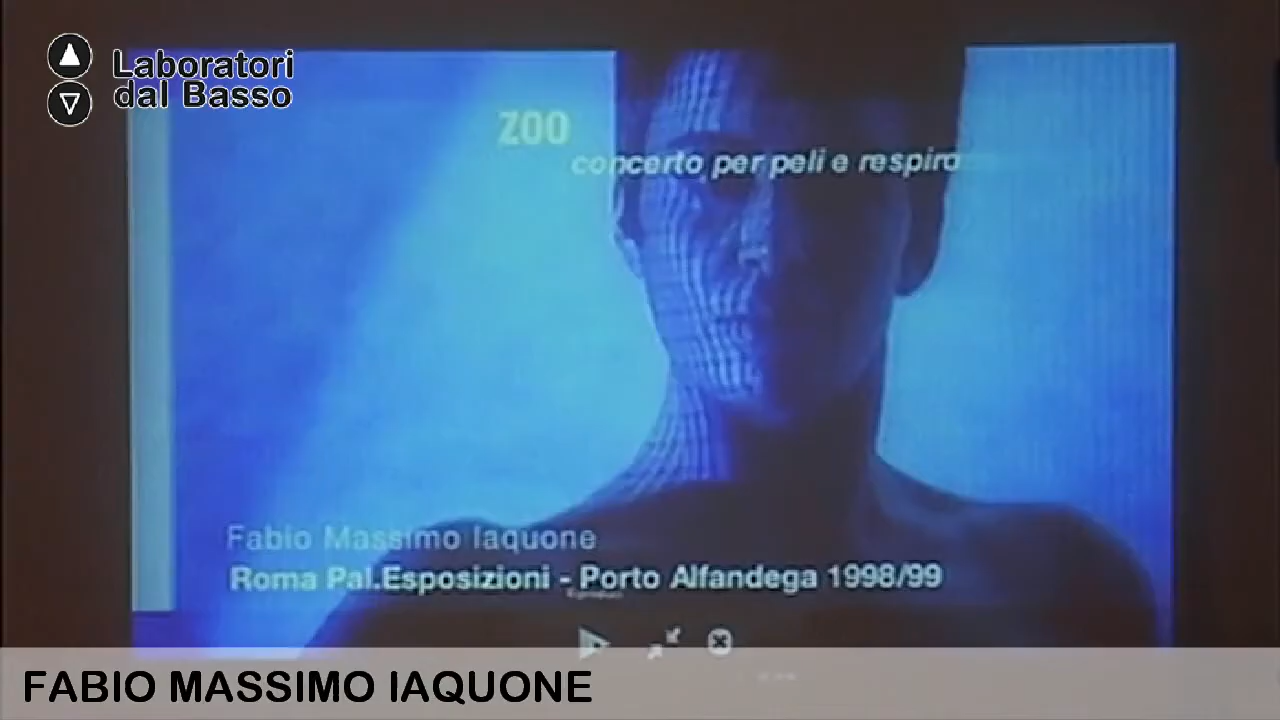 Laboratori
dal Basso
ZOO
concerto per peli e respiro
Fabio Massimo Iaquone
Roma Pal.Esposizioni - Porto Alfandega 1998/99
FABIO MASSIMO IAQUONE